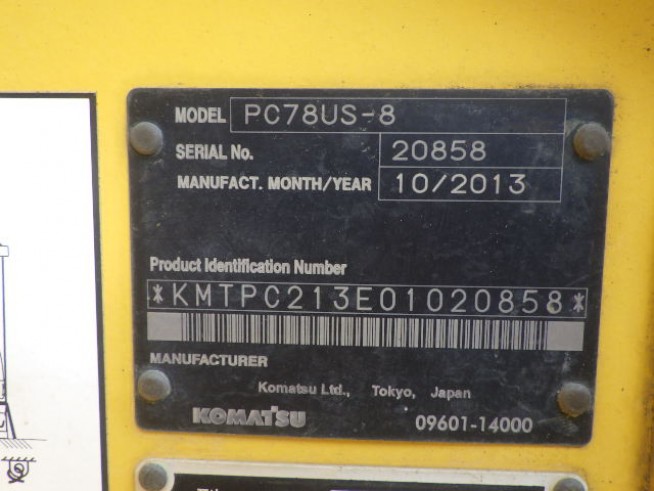 MODEL PC78US-8
SERIAL No. 20858
MANUFACT. MONTH/YEAR 10/2013
Product Identification Number
*KMTPC213E01020858*
MANUFACTURER
Komatsu Ltd., Tokyo, Japan
KOMATSU 09601-14000